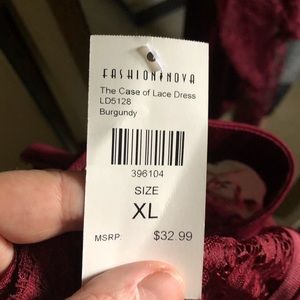 FASHIONNOVA
The Case of Lace Dress
LD5128
Burgundy
396104
SIZE
XL
MSRP: $32.99